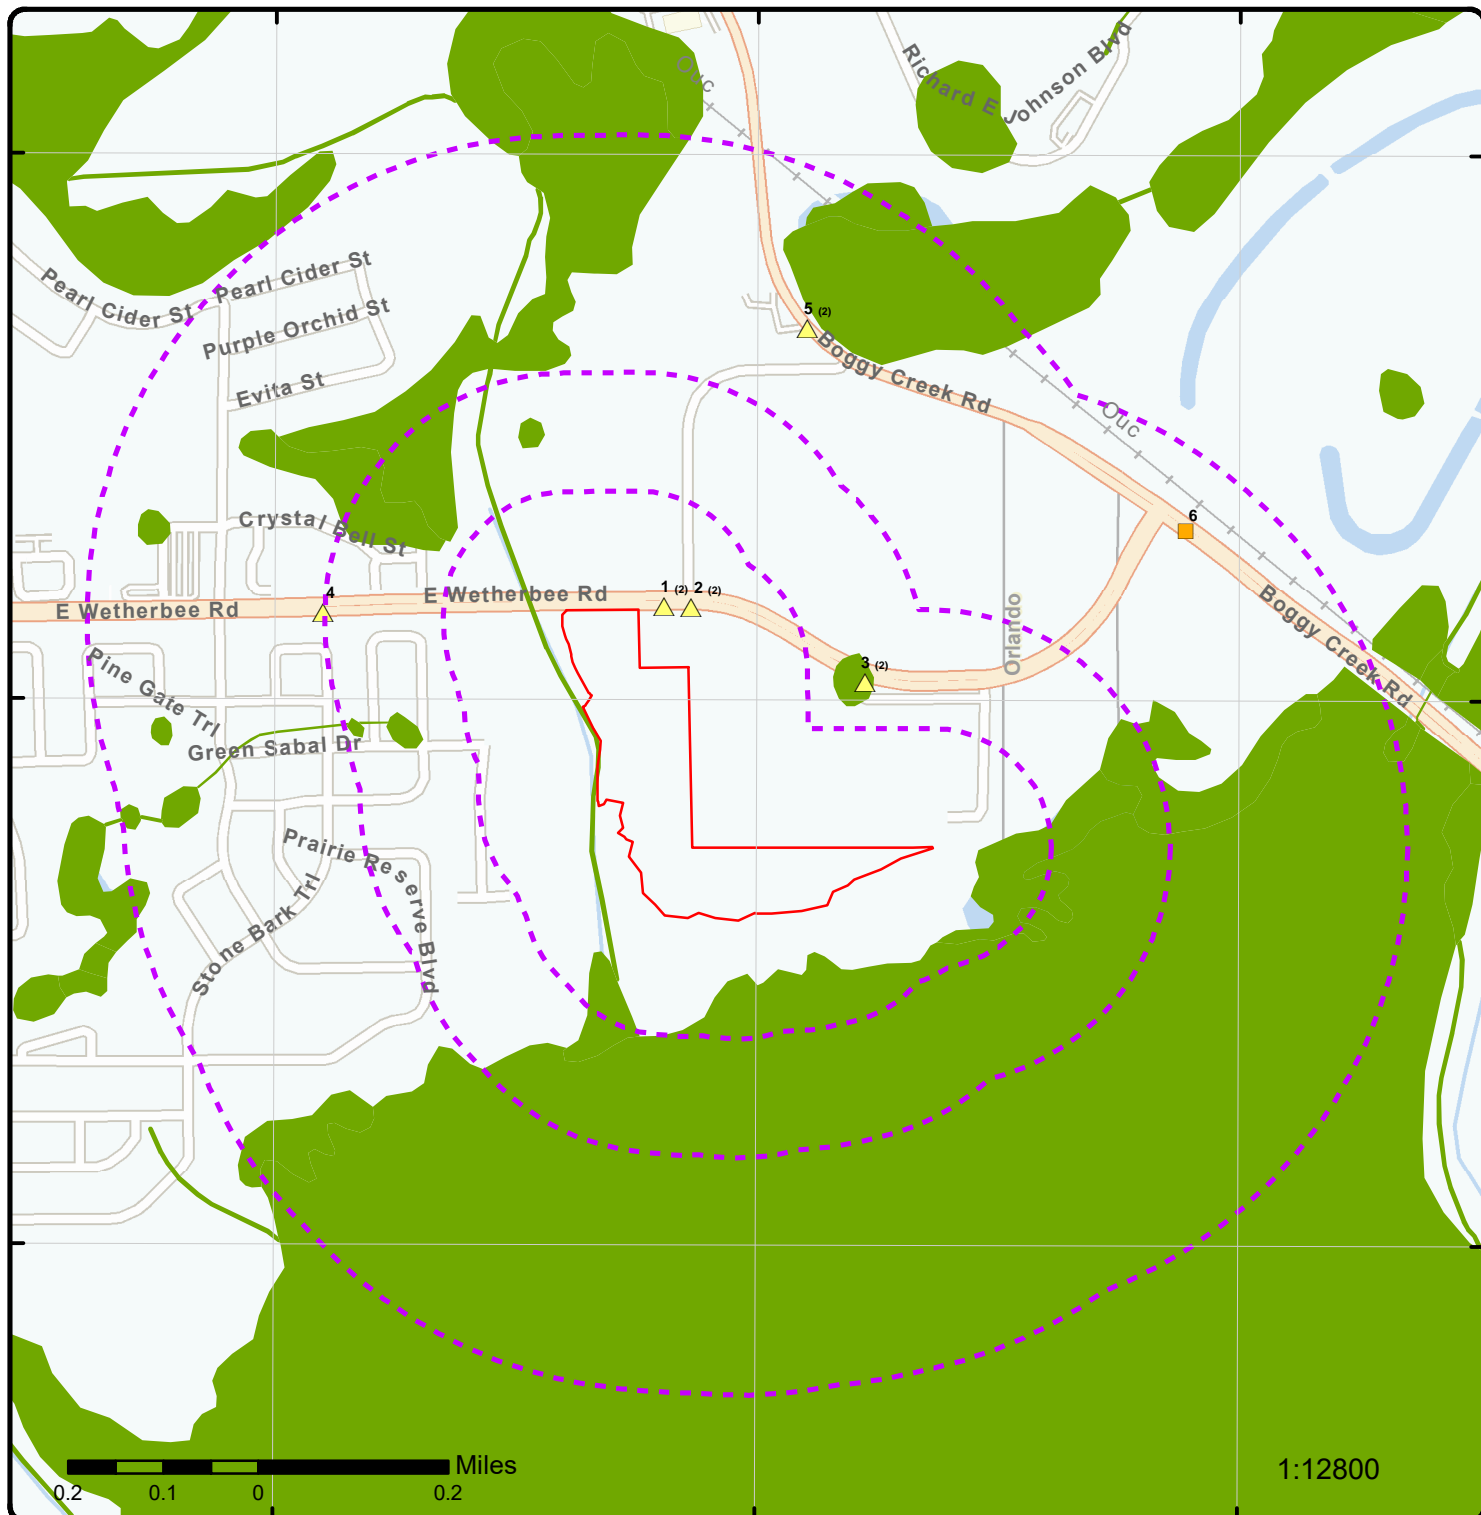 Ouc
Richard E Johnson Blvd
Pearl Cider St
Pearl Cider St
Purple Orchid St
Evita St
5 (2)
Boggy Creek Rd
Ouc
6
Crystal Bell St
E Wetherbee Rd
4
E Wetherbee Rd
1 (2)
2 (2)
Boggy Creek Rd
Orlando
3 (2)
Pine Gate Trl
Green Sabal Dr
Prairie Reserve Blvd
Stone Bark Trl
Miles
0.2
0.1
0
0.2
1:12800